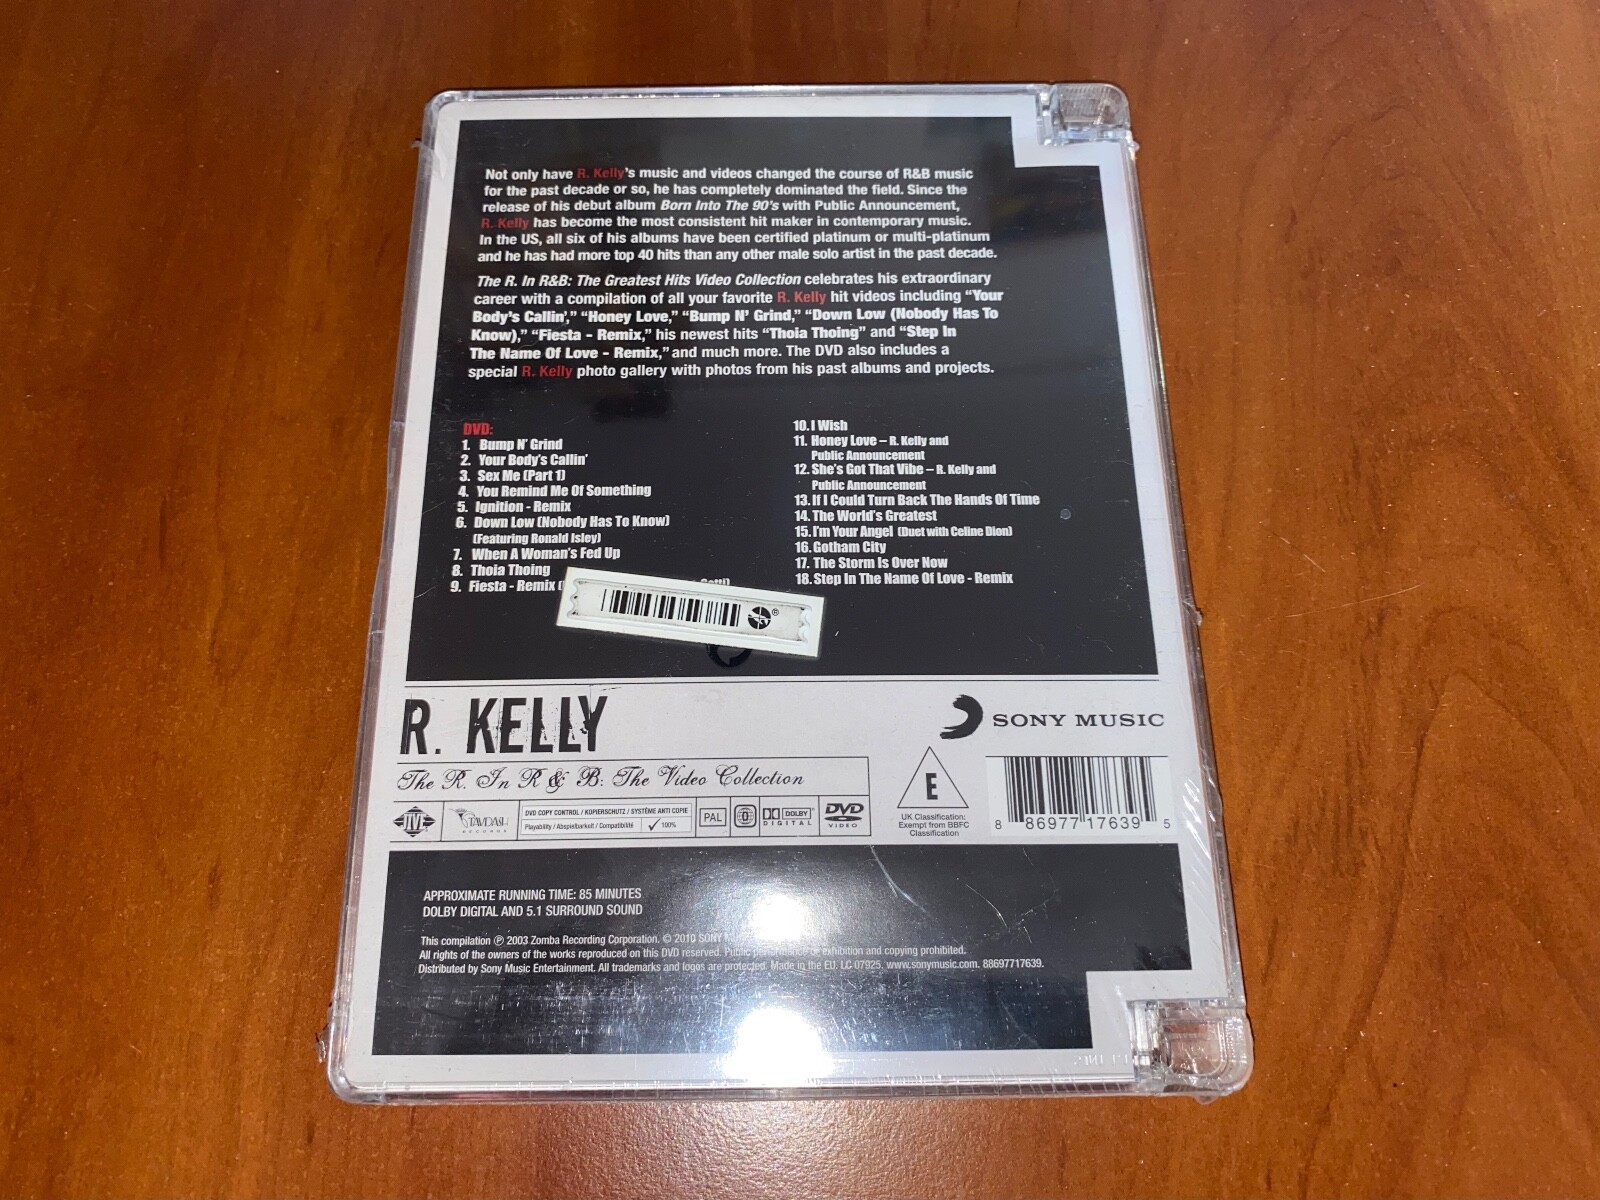 Not only have R. Kelly's music and videos changed the course of R&B music
for the past decade or so, he has completely dominated the field. Since the
release of his debut album Born Into The 90's with Public Announcement,
R. Kelly has become the most consistent hit maker in contemporary music.
In the US, all six of his albums have been certified platinum or multi-platinum
and he has had more top 40 hits than any other male solo artist in the past decade.
The R. In R&B: The Greatest Hits Video Collection celebrates his extraordinary
career with a compilation of all your favorite R. Kelly hit videos including "Your
Body's Callin'," "Honey Love," "Bump N' Grind," "Down Low (Nobody Has To
Know)," "Fiesta - Remix," his newest hits "Thoia Thoing" and "Step In
The Name Of Love - Remix," and much more. The DVD also includes a
special R. Kelly photo gallery with photos from his past albums and projects.
DVD:
1. Bump N' Grind
2. Your Body's Callin'
3. Sex Me (Part 1)
4. You Remind Me Of Something
5. Ignition - Remix
6. Down Low (Nobody Has To Know)
(Featuring Ronald Isley)
7. When A Woman's Fed Up
8. Thoia Thoing
9. Fiesta - Remix (
10. I Wish
11. Honey Love – R. Kelly and
Public Announcement
12. She's Got That Vibe – R. Kelly and
Public Announcement
13. If I Could Turn Back The Hands Of Time
14. The World's Greatest
15. I'm Your Angel (Duet with Celine Dion)
16. Gotham City
17. The Storm Is Over Now
18. Step In The Name Of Love - Remix
R. KELLY
SONY MUSIC
The R. In R & B: The Video Collection
JIVE
TAVDASH
RECORDS
DVD COPY CONTROL / KOPIERSCHUTZ / SYSTÈME ANTI COPIE
Playability / Abspielbarkeit / Compatibilité 100%
PAL
0
DOLBY
DIGITAL
DVD
VIDEO
E
UK Classification:
Exempt from BBFC
Classification
8 86977 17639 5
APPROXIMATE RUNNING TIME: 85 MINUTES
DOLBY DIGITAL AND 5.1 SURROUND SOUND
This compilation ℗ 2003 Zomba Recording Corporation. © 2010 SONY
All rights of the owners of the works reproduced on this DVD reserved. Public performance or exhibition and copying prohibited.
Distributed by Sony Music Entertainment. All trademarks and logos are protected. Made in the EU. LC 07925. www.sonymusic.com. 88697717639.